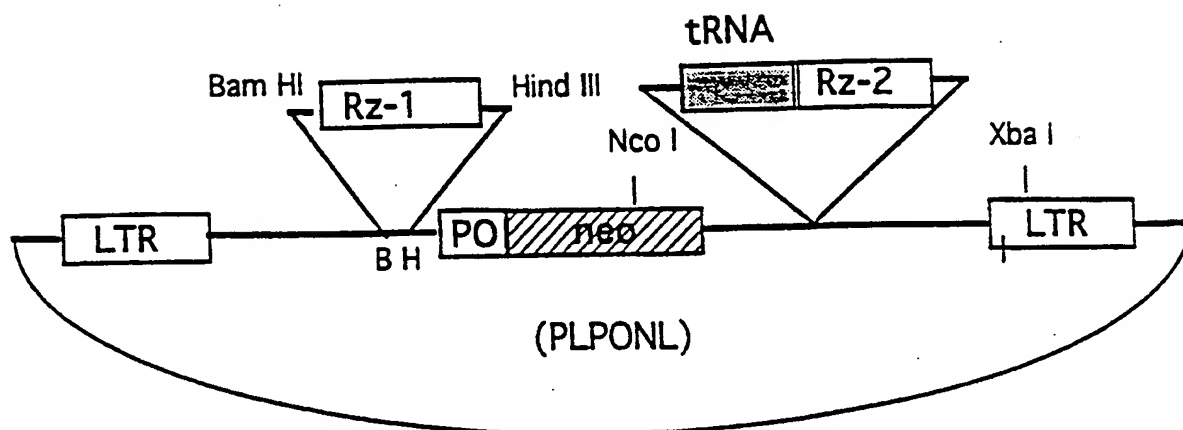 tRNA
Bam HI
Rz-1
Hind III
Rz-2
Nco I
Xba I
LTR
PO
neo
LTR
B H
(PLPONL)